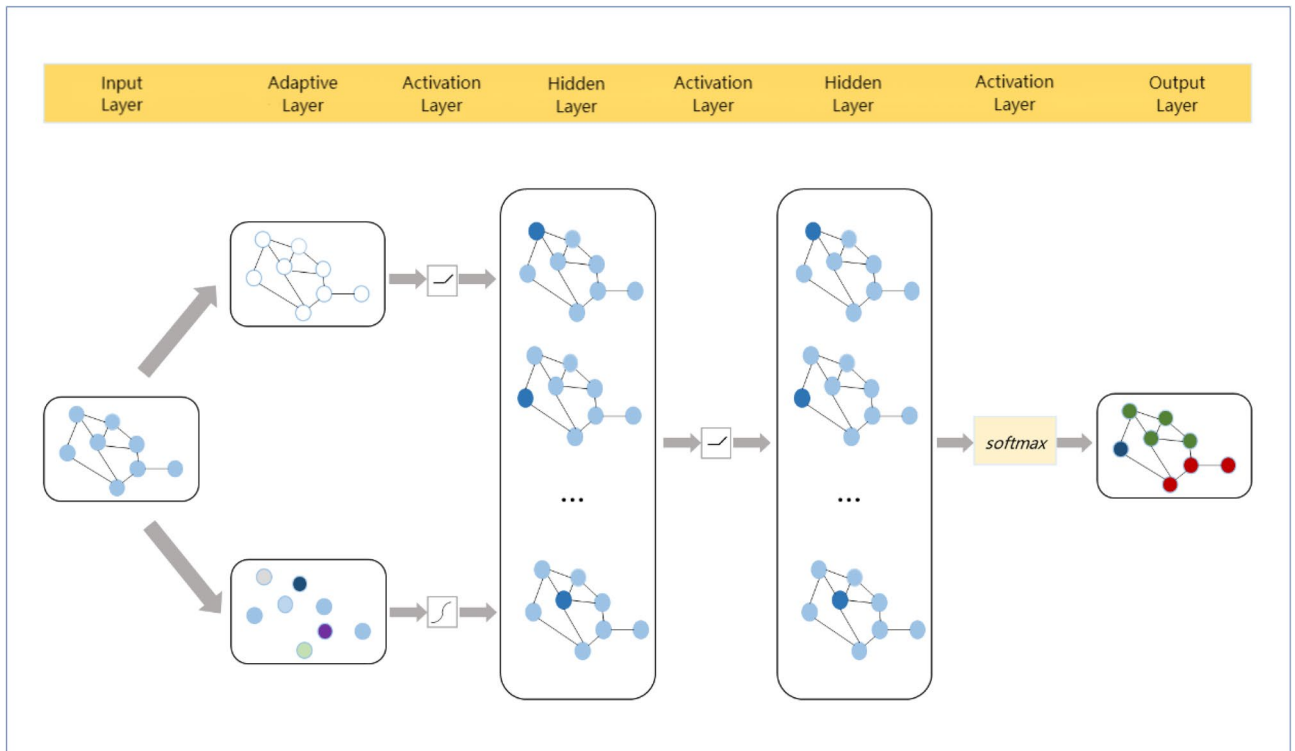 Input Adaptive Activation Hidden Activation Hidden Activation Output
Layer Layer Layer Layer Layer Layer Layer Layer
...
...
softmax